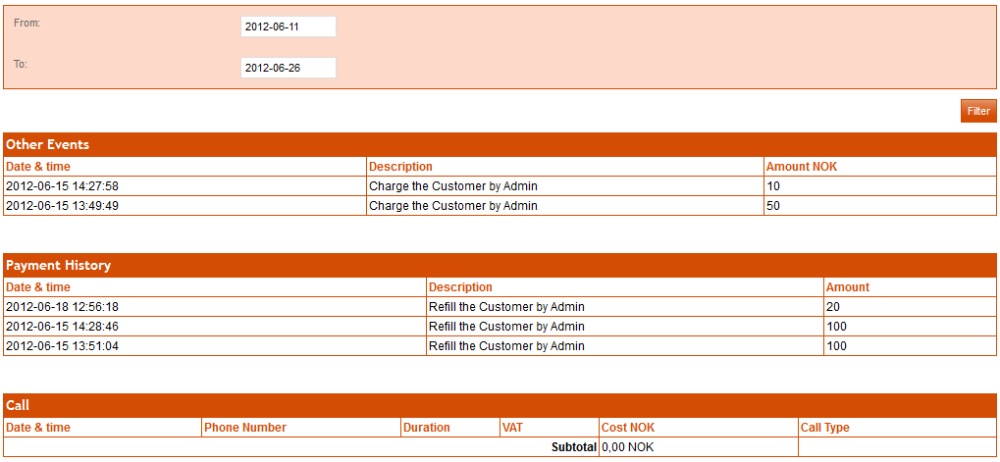 From: 2012-06-11
To: 2012-06-26
Filter
Other Events
Date & time Description Amount NOK
2012-06-15 14:27:58 Charge the Customer by Admin 10
2012-06-15 13:49:49 Charge the Customer by Admin 50
Payment History
Date & time Description Amount
2012-06-18 12:56:18 Refill the Customer by Admin 20
2012-06-15 14:28:46 Refill the Customer by Admin 100
2012-06-15 13:51:04 Refill the Customer by Admin 100
Call
Date & time Phone Number Duration VAT Cost NOK Call Type
Subtotal 0,00 NOK